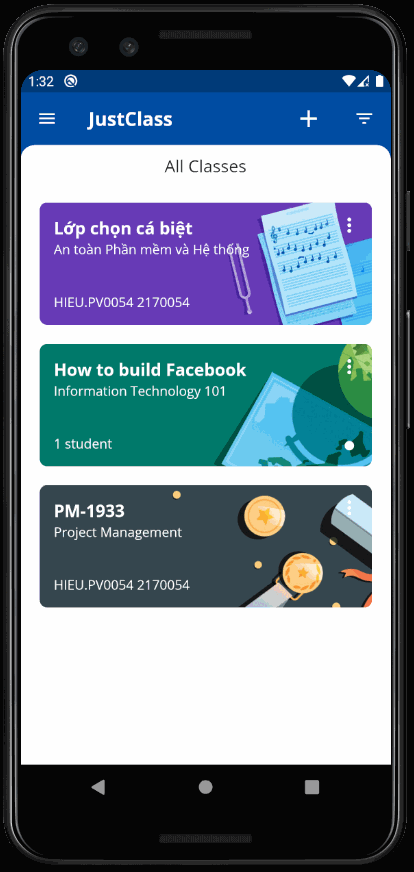 1:32
JustClass
All Classes
Lớp chọn cá biệt
An toàn Phần mềm và Hệ thống
HIEU.PV0054 2170054
How to build Facebook
Information Technology 101
1 student
PM-1933
Project Management
HIEU.PV0054 2170054